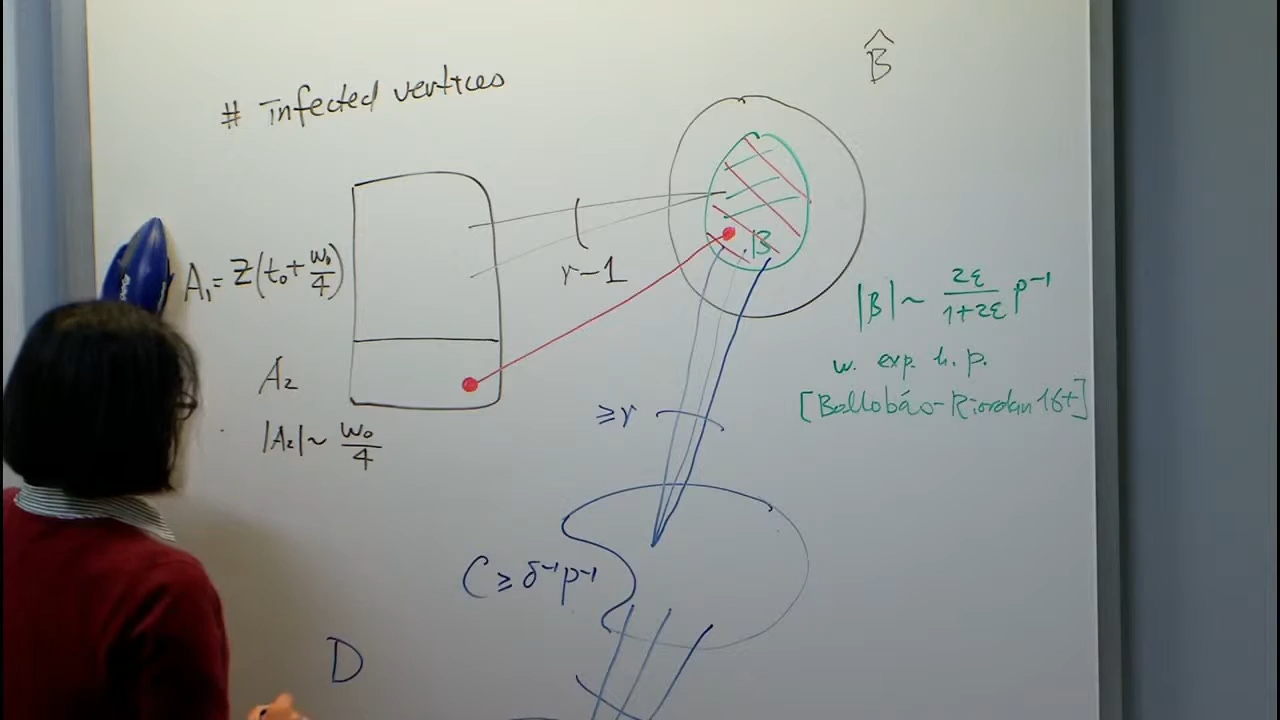 # infected vertices
B̂
A₁ = Z(t₀ + w₀/4)
r-1
B
|B| ~ 2ε/(1+2ε) p⁻¹
w. exp. h. p.
[Bollobás-Riordan 16+]
A₂
|A₂| ~ w₀/4
≥r
C ≥ δ⁻¹p⁻¹
D